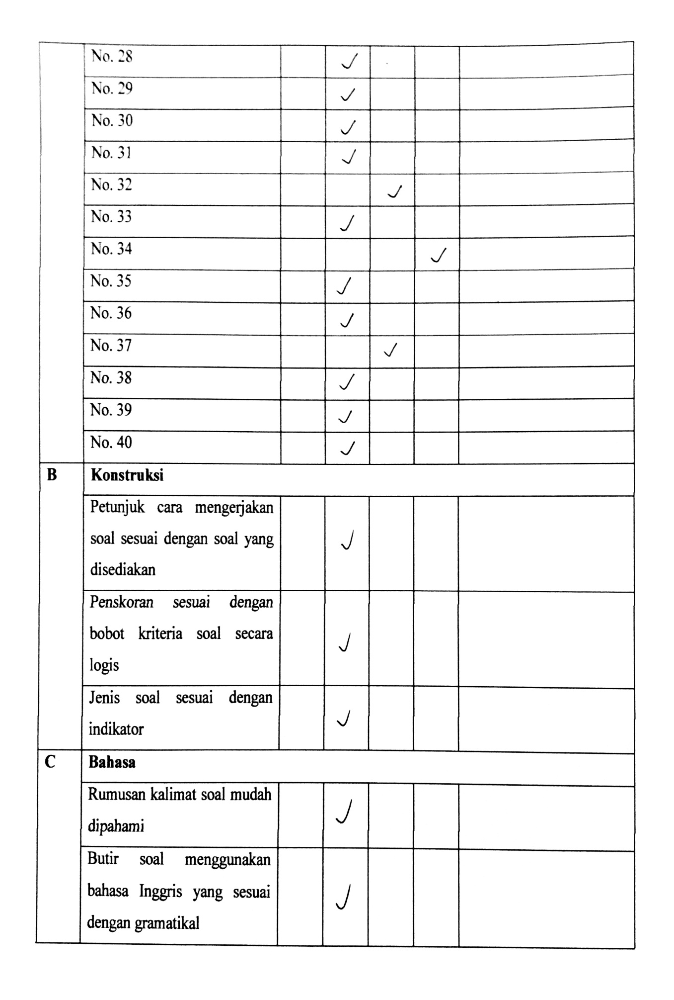 No. 28 ✓
No. 29 ✓
No. 30 ✓
No. 31 ✓
No. 32 ✓
No. 33 ✓
No. 34 ✓
No. 35 ✓
No. 36 ✓
No. 37 ✓
No. 38 ✓
No. 39 ✓
No. 40 ✓
B Konstruksi
Petunjuk cara mengerjakan
soal sesuai dengan soal yang ✓
disediakan
Penskoran sesuai dengan
bobot kriteria soal secara ✓
logis
Jenis soal sesuai dengan
indikator ✓
C Bahasa
Rumusan kalimat soal mudah ✓
dipahami
Butir soal menggunakan
bahasa Inggris yang sesuai ✓
dengan gramatikal